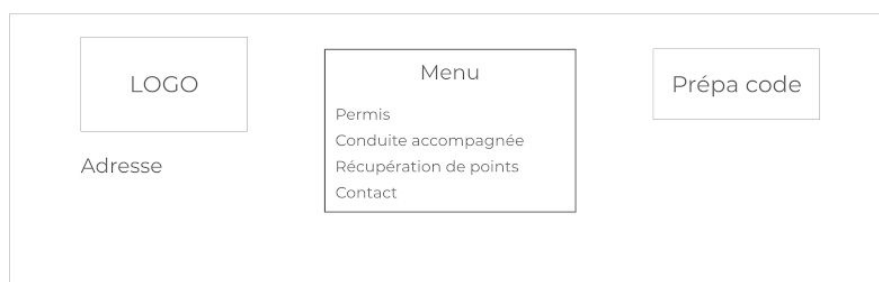 LOGO
Adresse
Menu
Permis
Conduite accompagnée
Récupération de points
Contact
Prépa code